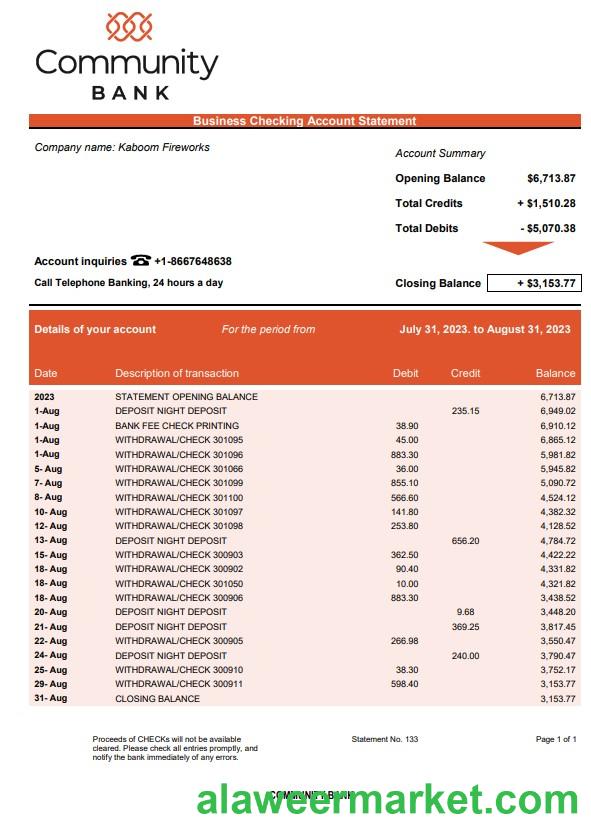 Community
BANK
Business Checking Account Statement
Company name: Kaboom Fireworks
Account Summary
Opening Balance $6,713.87
Total Credits + $1,510.28
Total Debits - $5,070.38
Account inquiries ☎ +1-8667648638
Call Telephone Banking, 24 hours a day
Closing Balance + $3,153.77
Details of your account For the period from July 31, 2023. to August 31, 2023
Date Description of transaction Debit Credit Balance
2023 STATEMENT OPENING BALANCE 6,713.87
1-Aug DEPOSIT NIGHT DEPOSIT 235.15 6,949.02
1-Aug BANK FEE CHECK PRINTING 38.90 6,910.12
1-Aug WITHDRAWAL/CHECK 301095 45.00 6,865.12
1-Aug WITHDRAWAL/CHECK 301096 883.30 5,981.82
5- Aug WITHDRAWAL/CHECK 301066 36.00 5,945.82
7- Aug WITHDRAWAL/CHECK 301099 855.10 5,090.72
8- Aug WITHDRAWAL/CHECK 301100 566.60 4,524.12
10- Aug WITHDRAWAL/CHECK 301097 141.80 4,382.32
12- Aug WITHDRAWAL/CHECK 301098 253.80 4,128.52
13- Aug DEPOSIT NIGHT DEPOSIT 656.20 4,784.72
15- Aug WITHDRAWAL/CHECK 300903 362.50 4,422.22
18- Aug WITHDRAWAL/CHECK 300902 90.40 4,331.82
18- Aug WITHDRAWAL/CHECK 301050 10.00 4,321.82
18- Aug WITHDRAWAL/CHECK 300906 883.30 3,438.52
20- Aug DEPOSIT NIGHT DEPOSIT 9.68 3,448.20
21- Aug DEPOSIT NIGHT DEPOSIT 369.25 3,817.45
22- Aug WITHDRAWAL/CHECK 300905 266.98 3,550.47
24- Aug DEPOSIT NIGHT DEPOSIT 240.00 3,790.47
25- Aug WITHDRAWAL/CHECK 300910 38.30 3,752.17
29- Aug WITHDRAWAL/CHECK 300911 598.40 3,153.77
31- Aug CLOSING BALANCE 3,153.77
Proceeds of CHECKs will not be available
cleared. Please check all entries promptly, and
notify the bank immediately of any errors.
Statement No. 133
Page 1 of 1
COMMUNITY BANK
alaweermarket.com